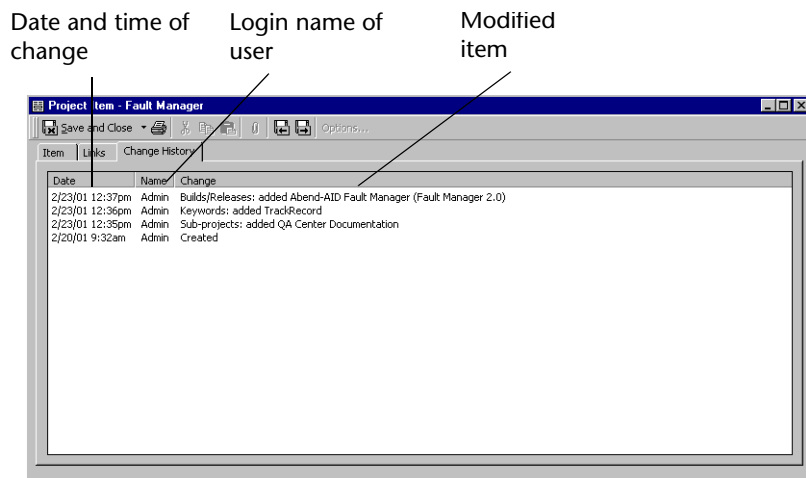 Date and time of change
Login name of user
Modified item
Project Item - Fault Manager
Save and Close
Options...
Item Links Change History
Date Name Change
2/23/01 12:37pm Admin Builds/Releases: added Abend-AID Fault Manager (Fault Manager 2.0)
2/23/01 12:36pm Admin Keywords: added TrackRecord
2/23/01 12:35pm Admin Sub-projects: added QA Center Documentation
2/20/01 9:32am Admin Created